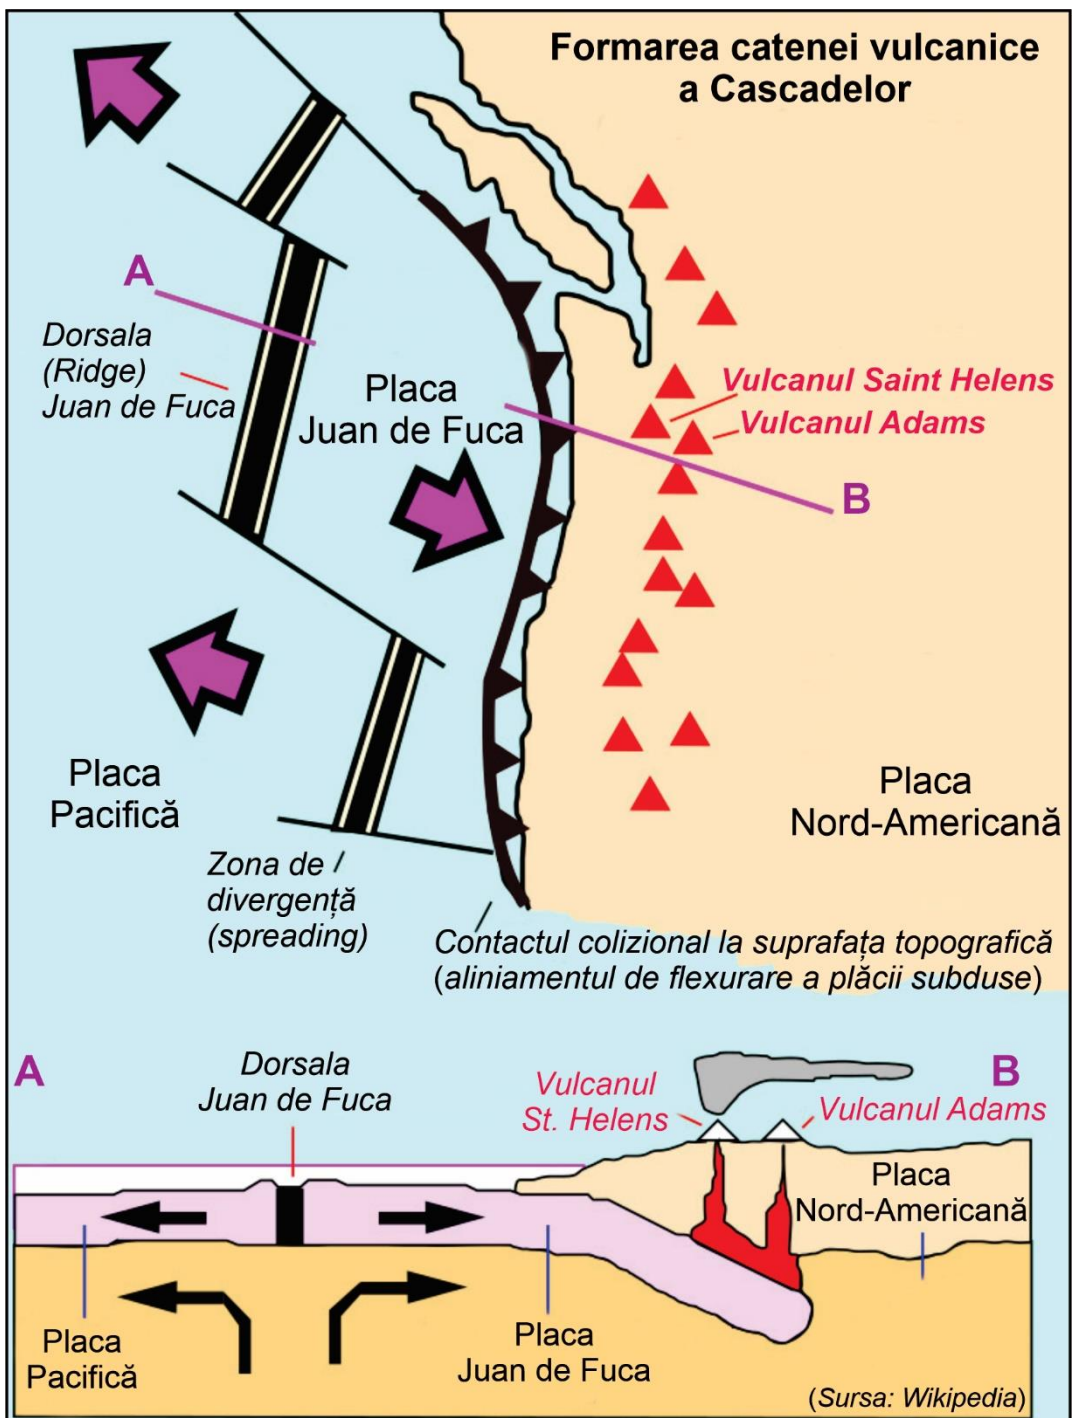 Formarea catenei vulcanice
a Cascadelor
A
Dorsala
(Ridge)
Juan de Fuca
Placa
Juan de Fuca
Vulcanul Saint Helens
Vulcanul Adams
B
Placa
Pacifică
Placa
Nord-Americană
Zona de
divergență
(spreading)
Contactul colizional la suprafața topografică
(aliniamentul de flexurare a plăcii subduse)
A
Dorsala
Juan de Fuca
Vulcanul
St. Helens
B
Vulcanul Adams
Placa
Nord-Americană
Placa
Pacifică
Placa
Juan de Fuca
(Sursa: Wikipedia)